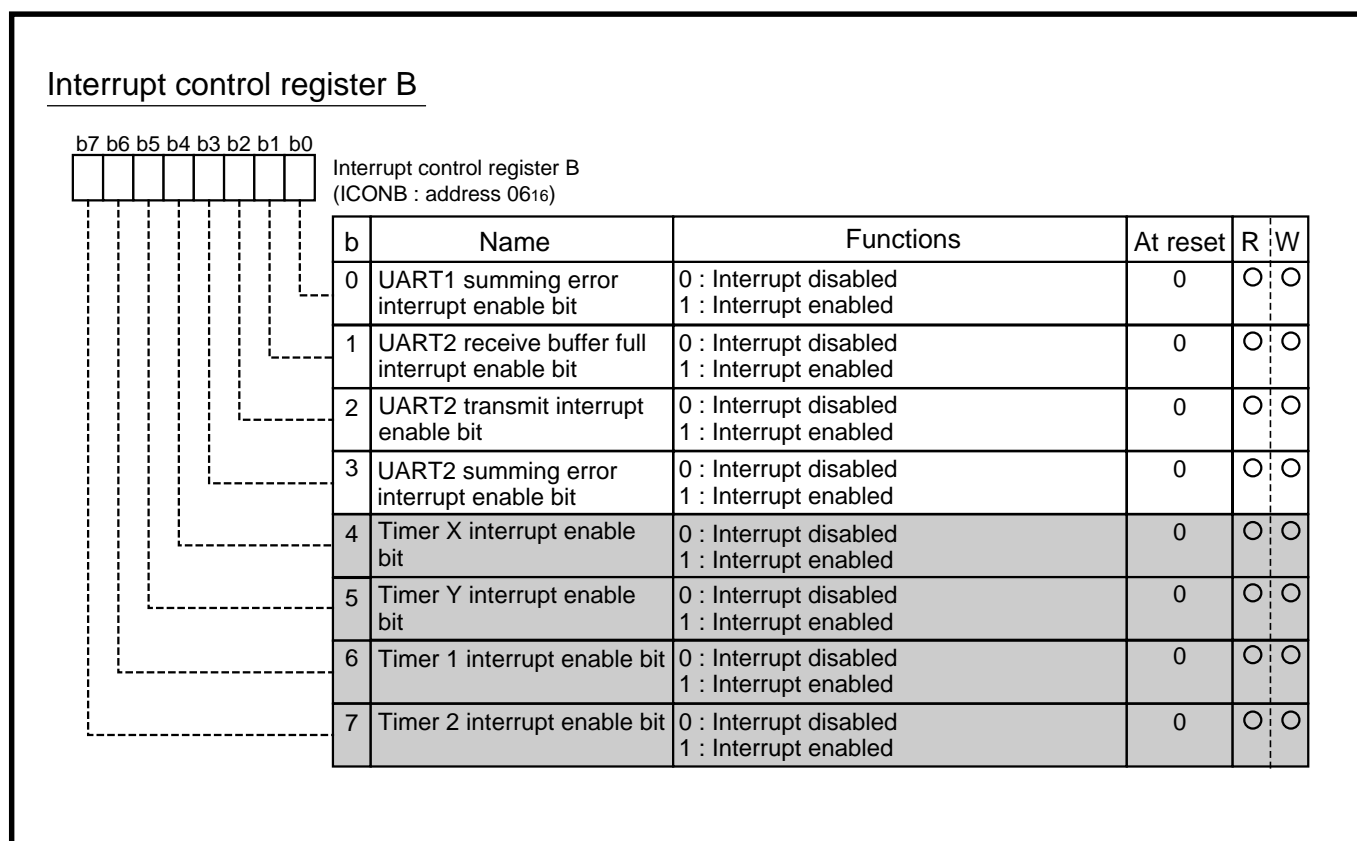 Interrupt control register B
b7 b6 b5 b4 b3 b2 b1 b0
Interrupt control register B
(ICONB : address 0616)
b Name Functions At reset R W
0 UART1 summing error interrupt enable bit 0 : Interrupt disabled 0
1 : Interrupt enabled
1 UART2 receive buffer full interrupt enable bit 0 : Interrupt disabled 0
1 : Interrupt enabled
2 UART2 transmit interrupt enable bit 0 : Interrupt disabled 0
1 : Interrupt enabled
3 UART2 summing error interrupt enable bit 0 : Interrupt disabled 0
1 : Interrupt enabled
4 Timer X interrupt enable bit 0 : Interrupt disabled 0
1 : Interrupt enabled
5 Timer Y interrupt enable bit 0 : Interrupt disabled 0
1 : Interrupt enabled
6 Timer 1 interrupt enable bit 0 : Interrupt disabled 0
1 : Interrupt enabled
7 Timer 2 interrupt enable bit 0 : Interrupt disabled 0
1 : Interrupt enabled